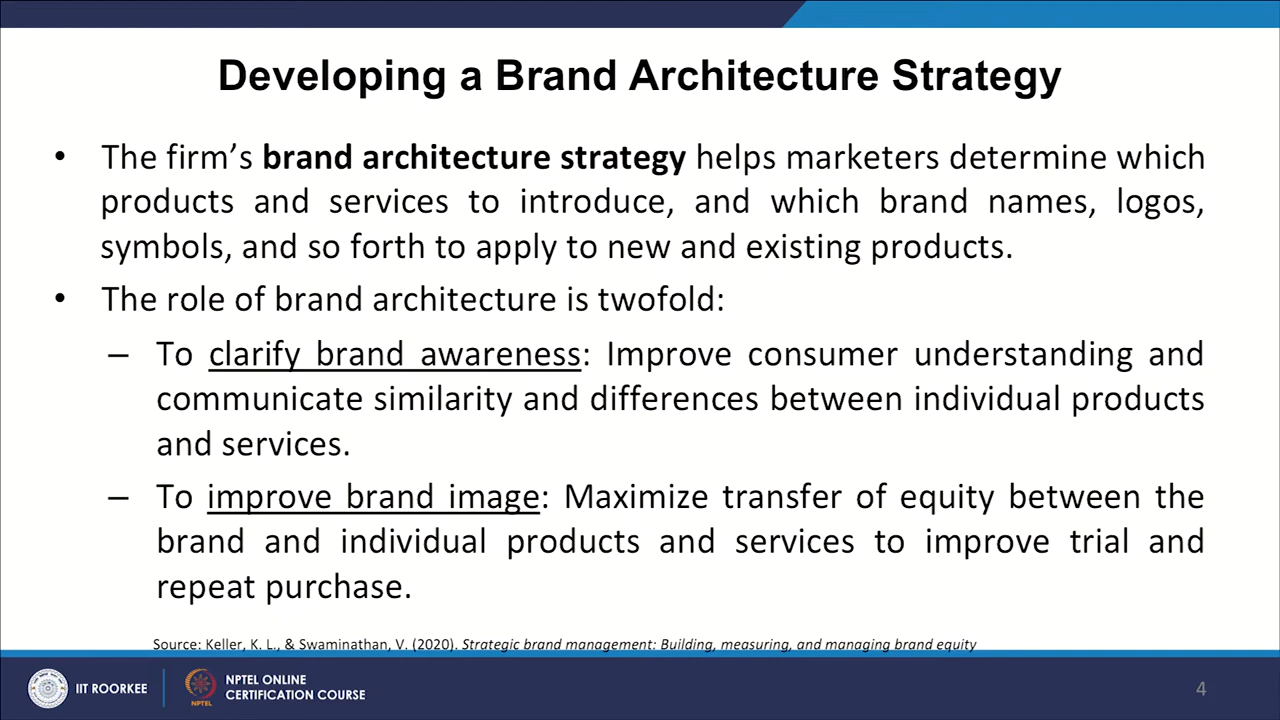 Developing a Brand Architecture Strategy
• The firm’s brand architecture strategy helps marketers determine which
products and services to introduce, and which brand names, logos,
symbols, and so forth to apply to new and existing products.
• The role of brand architecture is twofold:
– To clarify brand awareness: Improve consumer understanding and
communicate similarity and differences between individual products
and services.
– To improve brand image: Maximize transfer of equity between the
brand and individual products and services to improve trial and
repeat purchase.
Source: Keller, K. L., & Swaminathan, V. (2020). Strategic brand management: Building, measuring, and managing brand equity
IIT ROORKEE
NPTEL
NPTEL ONLINE
CERTIFICATION COURSE
4